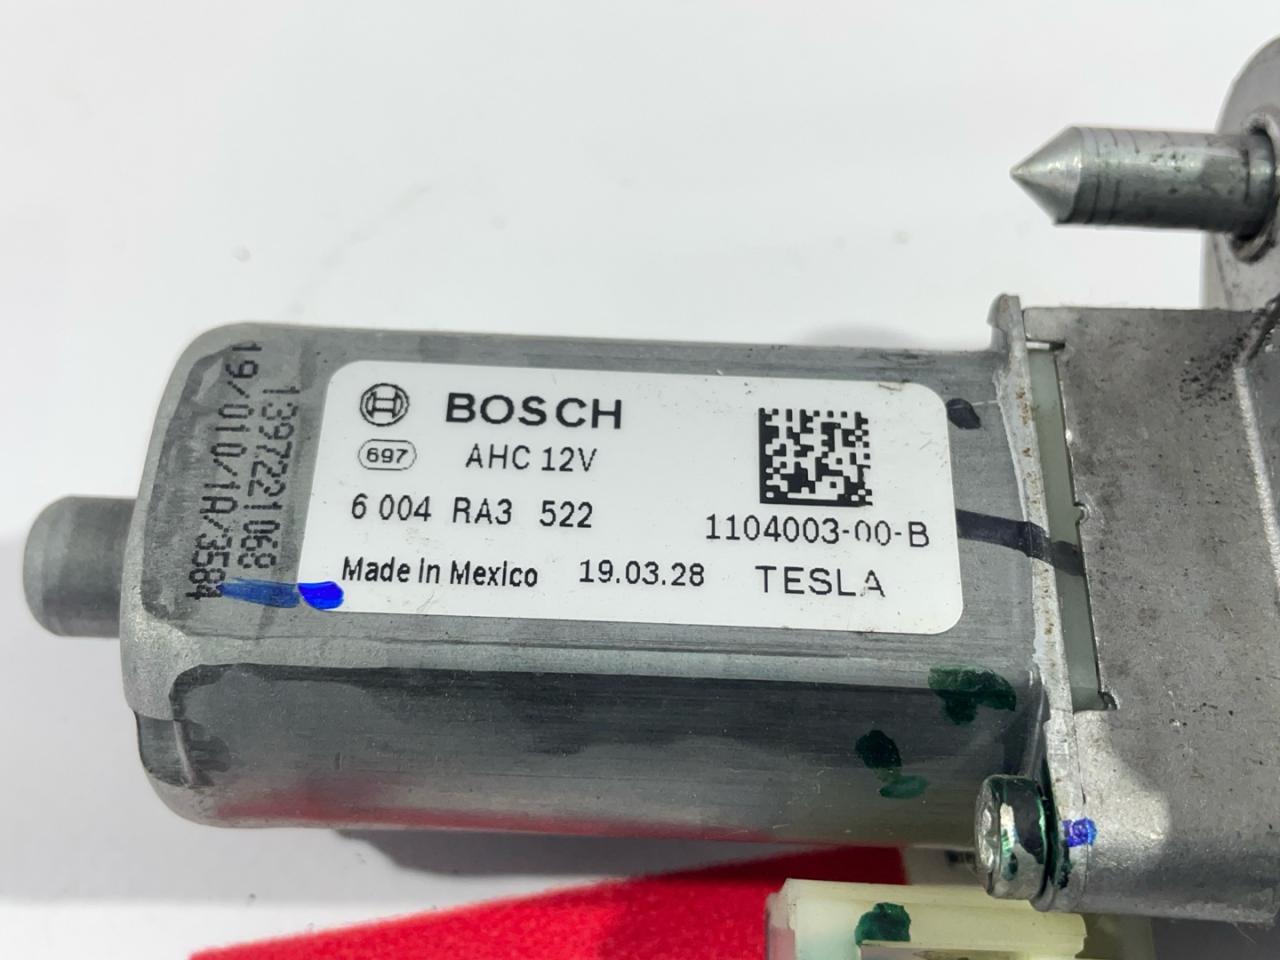 BOSCH
697 AHC 12V
6 004 RA3 522
1104003-00-B
Made in Mexico 19.03.28 TESLA
1397221068
19/010/1A/3584